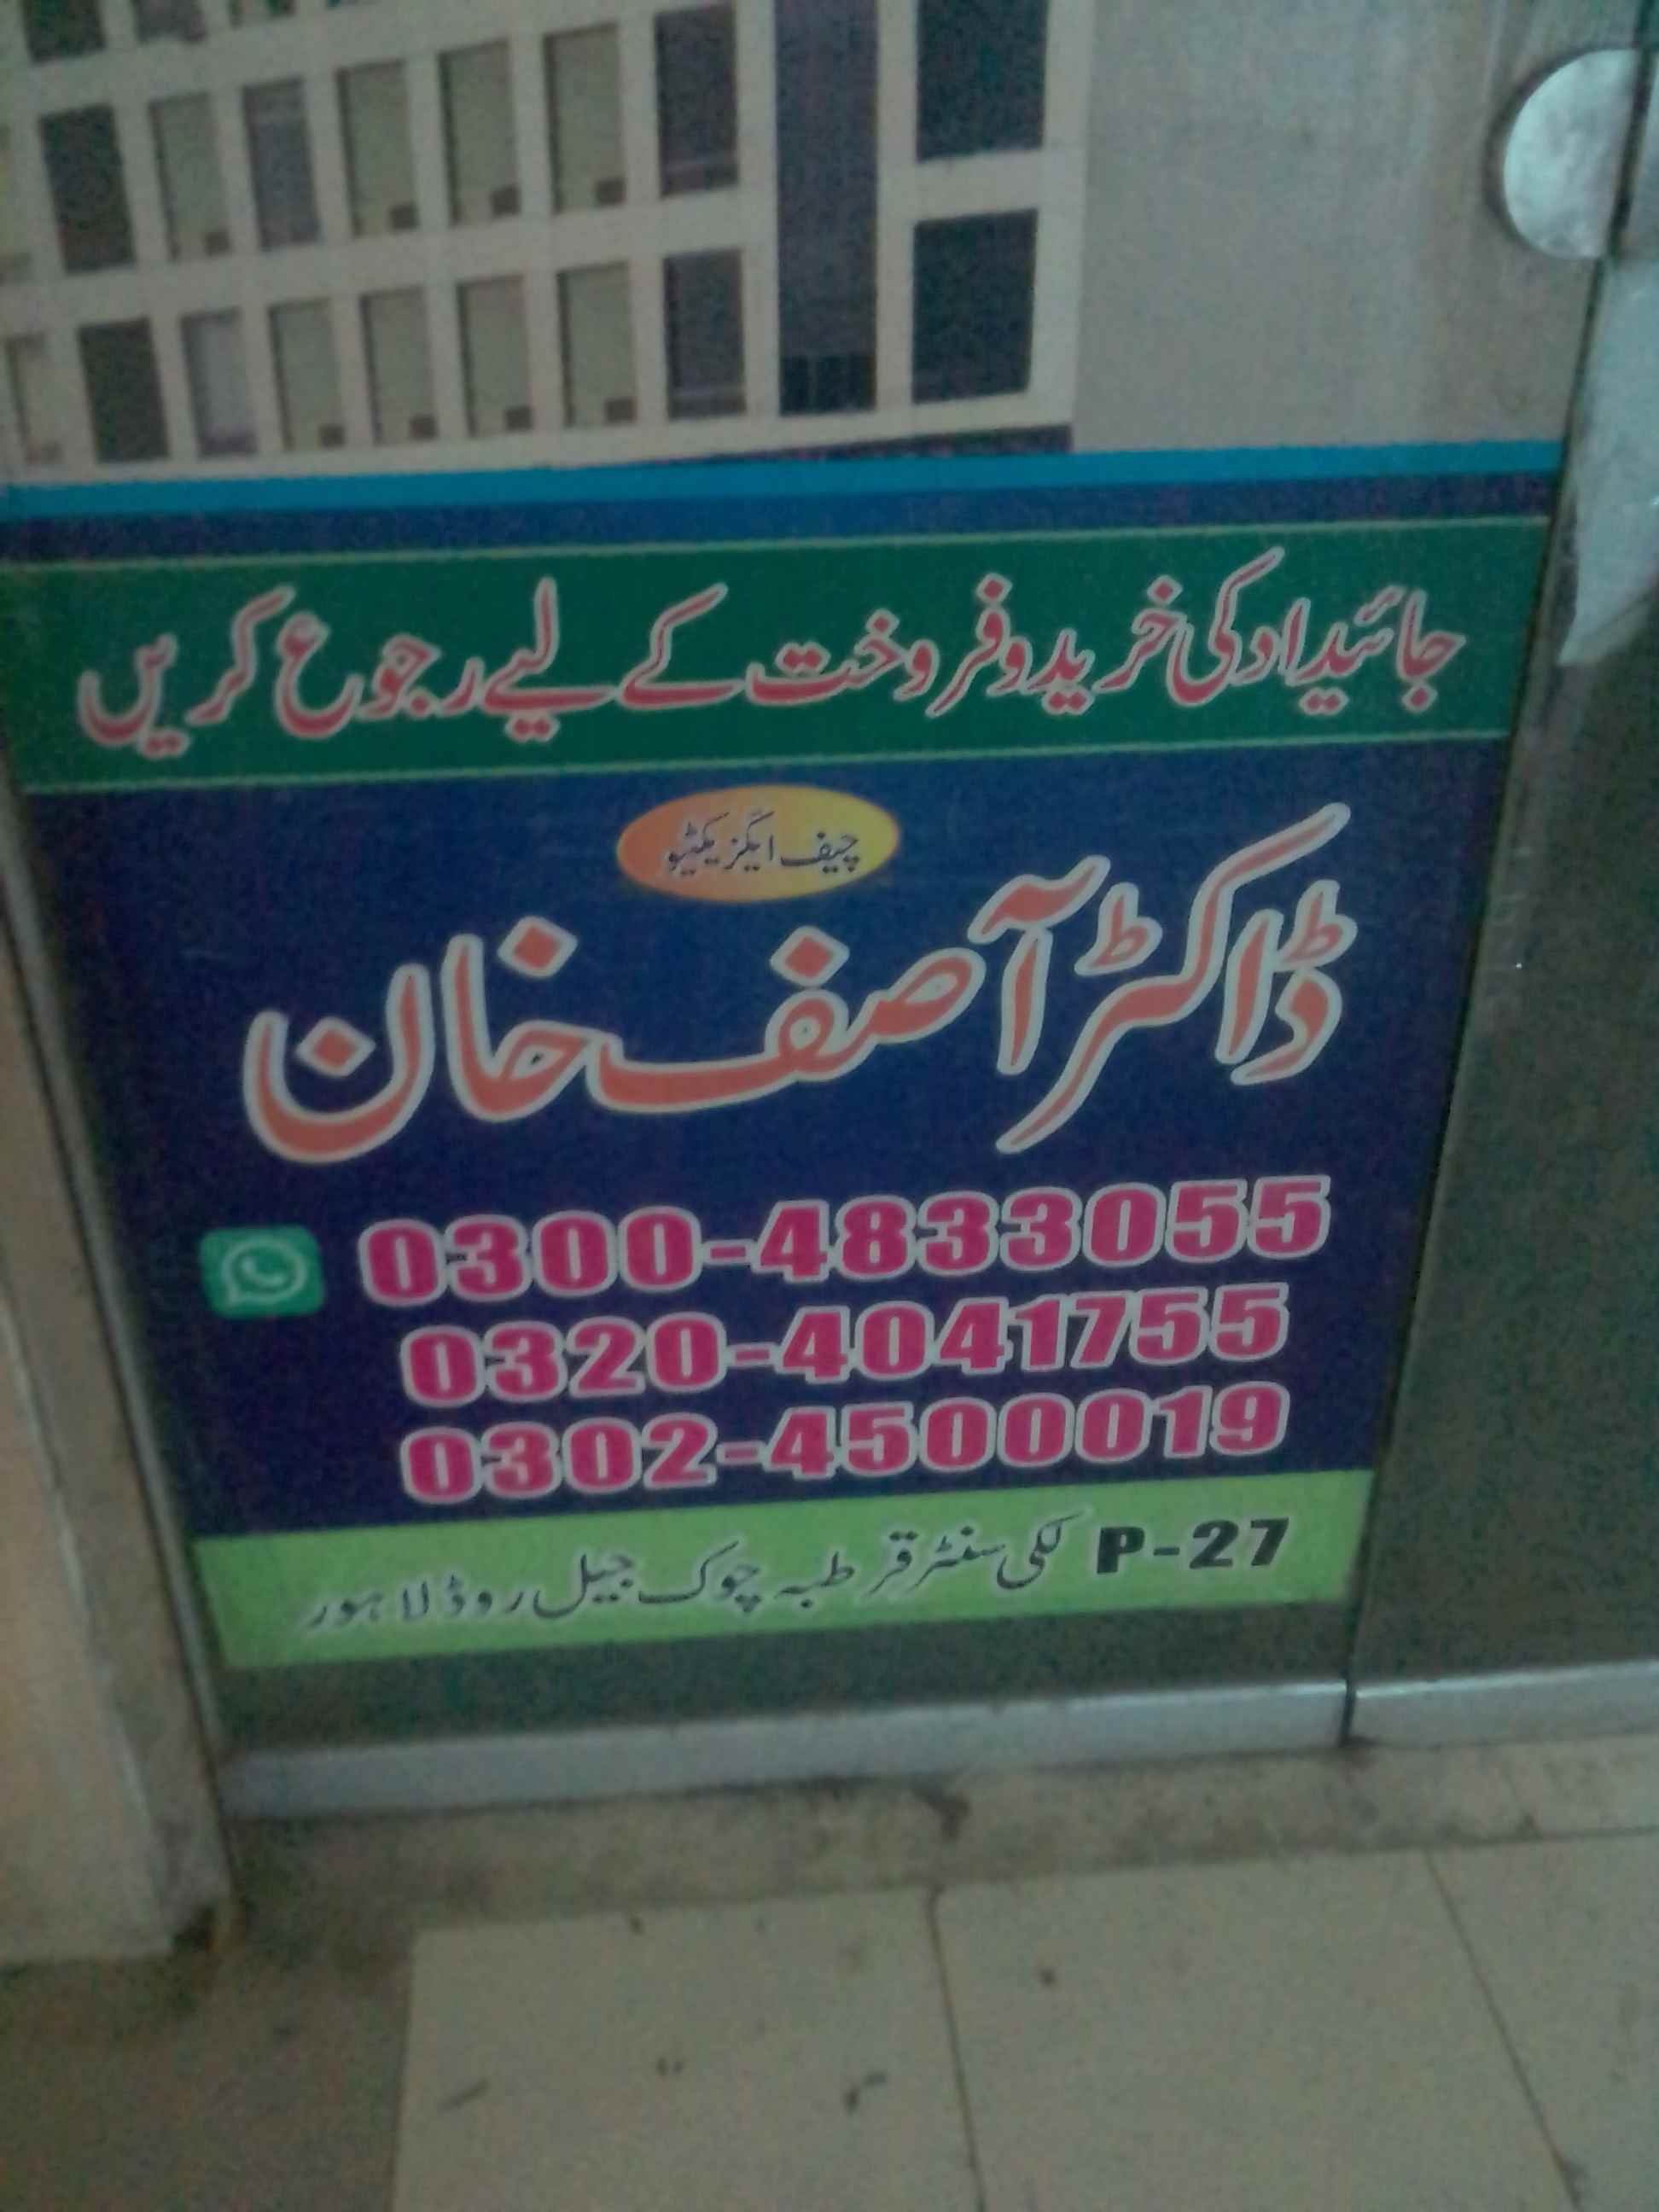 جائیداد کی خرید و فروخت کے لیے رجوع کریں
چیف ایگزیکٹیو
ڈاکٹر آصف خان
0300-4833055
0320-4041755
0302-4500019
P-27 لکی سنٹر قرطبہ چوک جیل روڈ لاہور